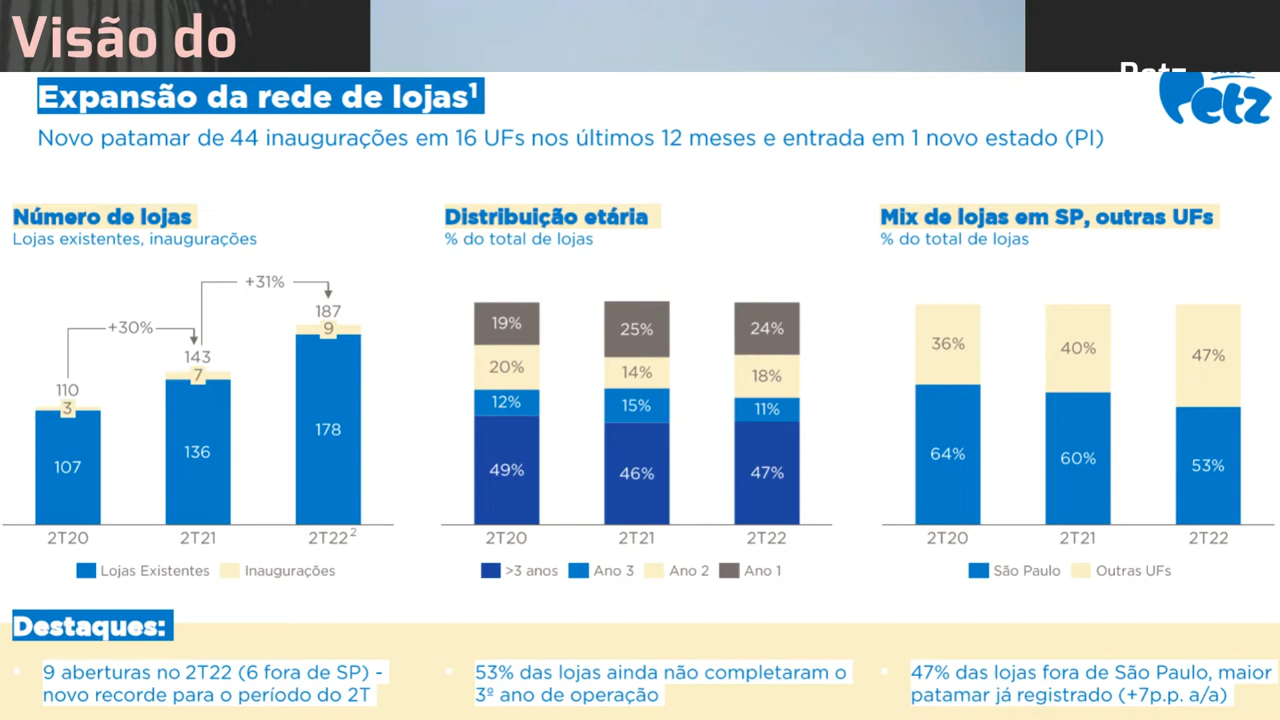 Visão do
Petz
Expansão da rede de lojas¹
Petz
Novo patamar de 44 inaugurações em 16 UFs nos últimos 12 meses e entrada em 1 novo estado (PI)
Número de lojas
Lojas existentes, inaugurações
+31%
187
9
+30%
143
7
110
3
178
136
107
2T20
2T21
2T22²
Lojas Existentes
Inaugurações
Distribuição etária
% do total de lojas
19%
25%
24%
20%
14%
18%
12%
15%
11%
49%
46%
47%
2T20
2T21
2T22
>3 anos
Ano 3
Ano 2
Ano 1
Mix de lojas em SP, outras UFs
% do total de lojas
36%
40%
47%
64%
60%
53%
2T20
2T21
2T22
São Paulo
Outras UFs
Destaques:
9 aberturas no 2T22 (6 fora de SP) -
novo recorde para o período do 2T
53% das lojas ainda não completaram o
3º ano de operação
47% das lojas fora de São Paulo, maior
patamar já registrado (+7p.p. a/a)